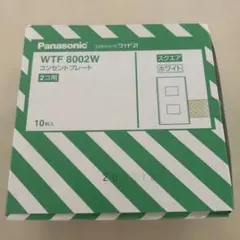 Panasonic
コスモシリーズワイド21
WTF 8002W
コンセントプレート
2コ用
スクエア
ホワイト
10枚入